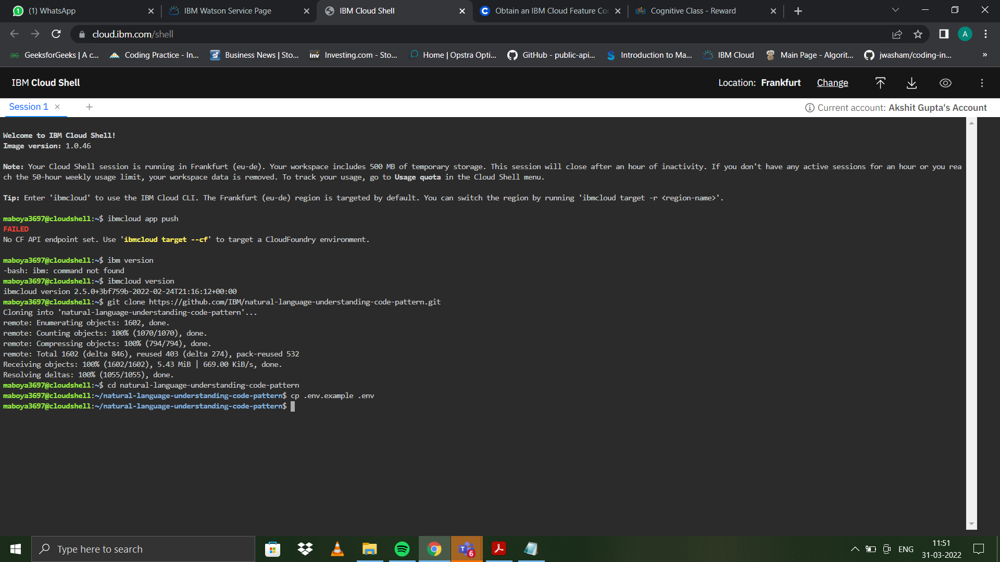 (1) WhatsApp
IBM Watson Service Page
IBM Cloud Shell
Obtain an IBM Cloud Feature Co
Cognitive Class - Reward
cloud.ibm.com/shell
A
GeeksforGeeks | A c...
Coding Practice - In...
Business News | Sto...
Inv
Investing.com - Sto...
Home | Opstra Opti...
GitHub - public-api...
Introduction to Ma...
IBM Cloud
Main Page - Algorit...
jwasham/coding-in...
»
IBM Cloud Shell
Location: Frankfurt Change
Session 1
Current account: Akshit Gupta's Account
Welcome to IBM Cloud Shell!
Image version: 1.0.46
Note: Your Cloud Shell session is running in Frankfurt (eu-de). Your workspace includes 500 MB of temporary storage. This session will close after an hour of inactivity. If you don't have any active sessions for an hour or you rea
ch the 50-hour weekly usage limit, your workspace data is removed. To track your usage, go to Usage quota in the Cloud Shell menu.
Tip: Enter 'ibmcloud' to use the IBM Cloud CLI. The Frankfurt (eu-de) region is targeted by default. You can switch the region by running 'ibmcloud target -r <region-name>'.
maboya3697@cloudshell:~$ ibmcloud app push
FAILED
No CF API endpoint set. Use 'ibmcloud target --cf' to target a CloudFoundry environment.
maboya3697@cloudshell:~$ ibm version
-bash: ibm: command not found
maboya3697@cloudshell:~$ ibmcloud version
ibmcloud version 2.5.0+3bf759b-2022-02-24T21:16:12+00:00
maboya3697@cloudshell:~$ git clone https://github.com/IBM/natural-language-understanding-code-pattern.git
Cloning into 'natural-language-understanding-code-pattern'...
remote: Enumerating objects: 1602, done.
remote: Counting objects: 100% (1070/1070), done.
remote: Compressing objects: 100% (794/794), done.
remote: Total 1602 (delta 846), reused 403 (delta 274), pack-reused 532
Receiving objects: 100% (1602/1602), 5.43 MiB | 669.00 KiB/s, done.
Resolving deltas: 100% (1055/1055), done.
maboya3697@cloudshell:~$ cd natural-language-understanding-code-pattern
maboya3697@cloudshell:~/natural-language-understanding-code-pattern$ cp .env.example .env
maboya3697@cloudshell:~/natural-language-understanding-code-pattern$
Type here to search
6
ENG
11:51
31-03-2022